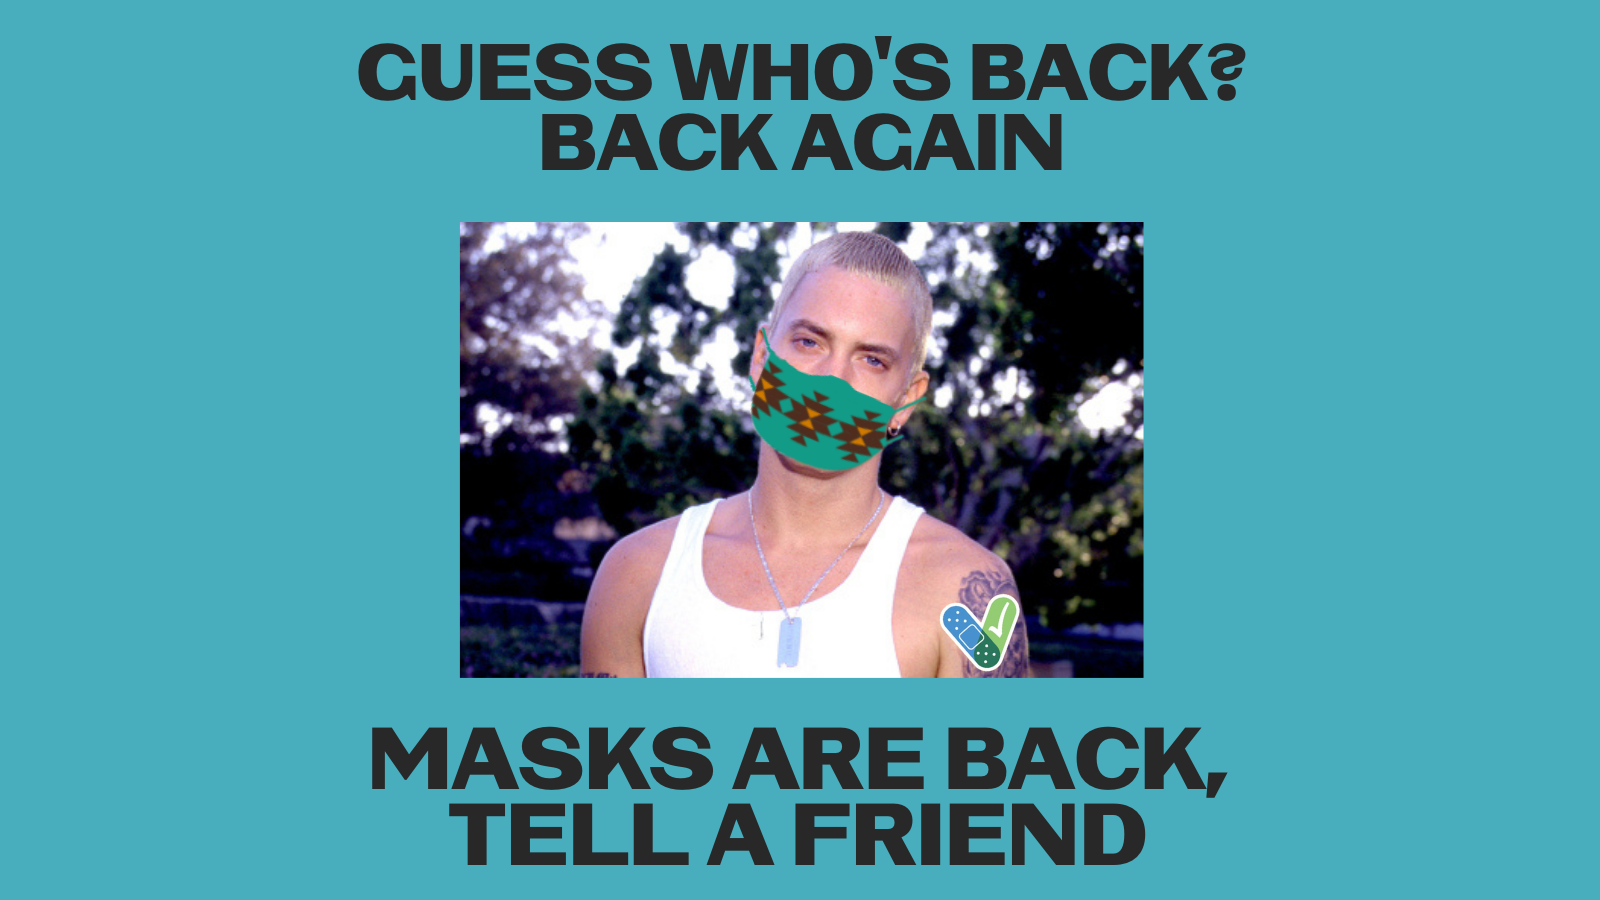 GUESS WHO'S BACK?
BACK AGAIN
MASKS ARE BACK,
TELL A FRIEND